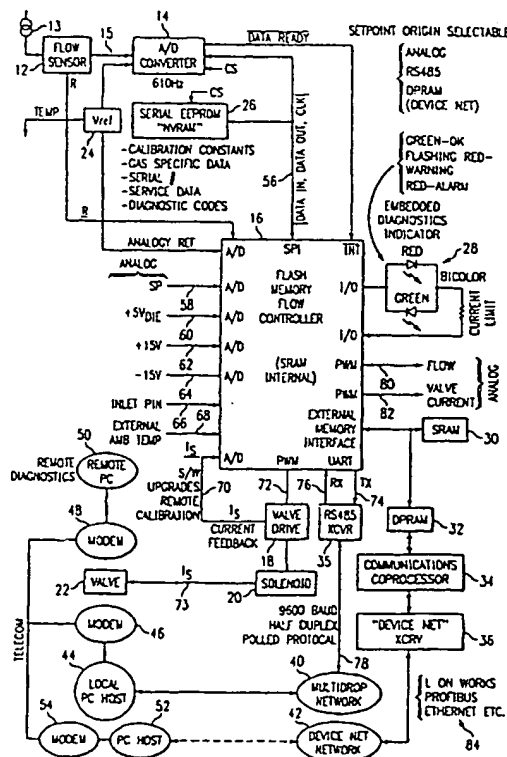 13
14
DATA READY
SETPOINT ORIGIN SELECTABLE
FLOW
SENSOR
12
15
A/D
CONVERTER
ANALOG
RS485
DPRAM
(DEVICE NET)
R
610Hz
CS
CS
TEMP
Vref
24
SERIAL EEPROM
"NVRAM"
26
-CALIBRATION CONSTANTS
-GAS SPECIFIC DATA
-SERIAL #
-SERVICE DATA
-DIAGNOSTIC CODES
DATA IN, DATA OUT, CLK
56
GREEN-OK
FLASHING RED-
WARNING
RED-ALARM
EMBEDDED
DIAGNOSTICS
INDICATOR
28
R
16
ANALOGY REF
A/D
SPI
INT
RED
BICOLOR
GREEN
CURRENT
LIMIT
ANALOG
SP
58
A/D
FLASH
MEMORY
FLOW
CONTROLLER
I/O
I/O
+5VDIE
60
A/D
+15V
62
A/D
(SRAM
INTERNAL)
PWM
80
FLOW
-15V
64
A/D
PWM
82
VALVE
CURRENT
ANALOG
INLET PIN
68
EXTERNAL
MEMORY
INTERFACE
SRAM
30
EXTERNAL
AMB TEMP
66
IS
A/D
PWM
UART
50
REMOTE
PC
REMOTE
DIAGNOSTICS
S/W
UPGRADES
REMOTE
CALIBRATION
70
72
76
RX
TX
74
DPRAM
32
48
MODEM
IS
CURRENT
FEEDBACK
VALVE
DRIVE
18
RS485
XCVR
35
COMMUNICATIONS
COPROCESSOR
34
22
VALVE
IS
73
SOLENOID
20
9600 BAUD
HALF DUPLEX
POLLED PROTOCAL
78
"DEVICE NET"
XCRV
36
TELECOM
MODEM
46
44
LOCAL
PC HOST
40
MULTIDROP
NETWORK
L ON WORKS
PROFIBUS
ETHERNET ETC.
84
54
MODEM
52
PC HOST
42
DEVICE NET
NETWORK